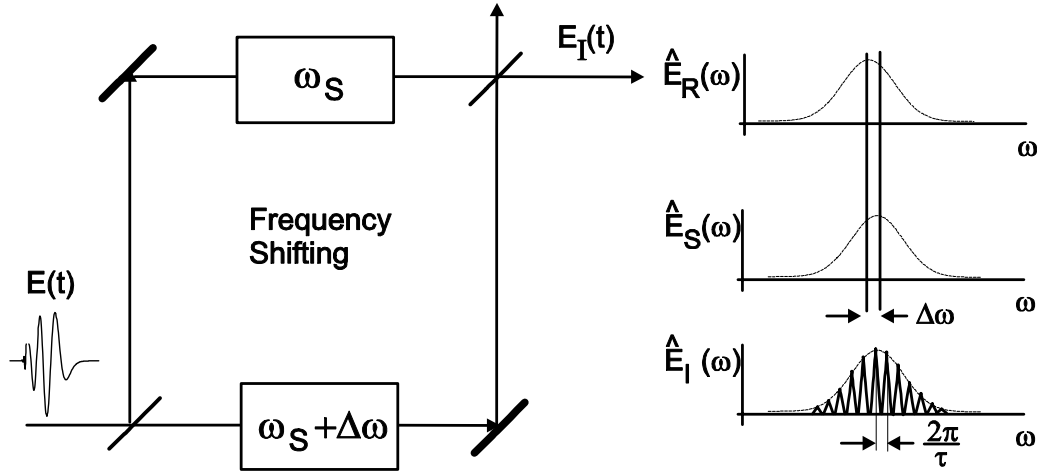 ω_S
E_I(t)
Frequency
Shifting
E(t)
ω_S +Δω
Ê_R(ω)
ω
Ê_S(ω)
ω
Δω
Ê_I (ω)
ω
2π
τ